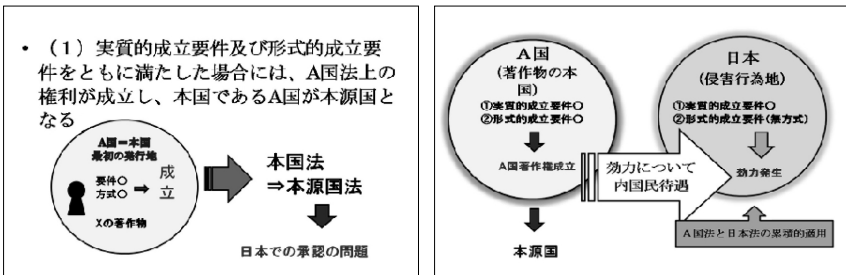 ・（1）実質的成立要件及び形式的成立要
件をともに満たした場合には、A国法上の
権利が成立し、本国であるA国が本源国と
なる
A国＝本国
最初の発行地
要件○
方式○
成
立
Xの著作物
本国法
⇒本源国法
日本での承認の問題
A国
(著作物の本
国)
①実質的成立要件○
②形式的成立要件○
A国著作権成立
本源国
効力について
内国民待遇
日本
(侵害行為地)
①実質的成立要件○
②形式的成立要件(無方式)
効力発生
A国法と日本法の累積的適用